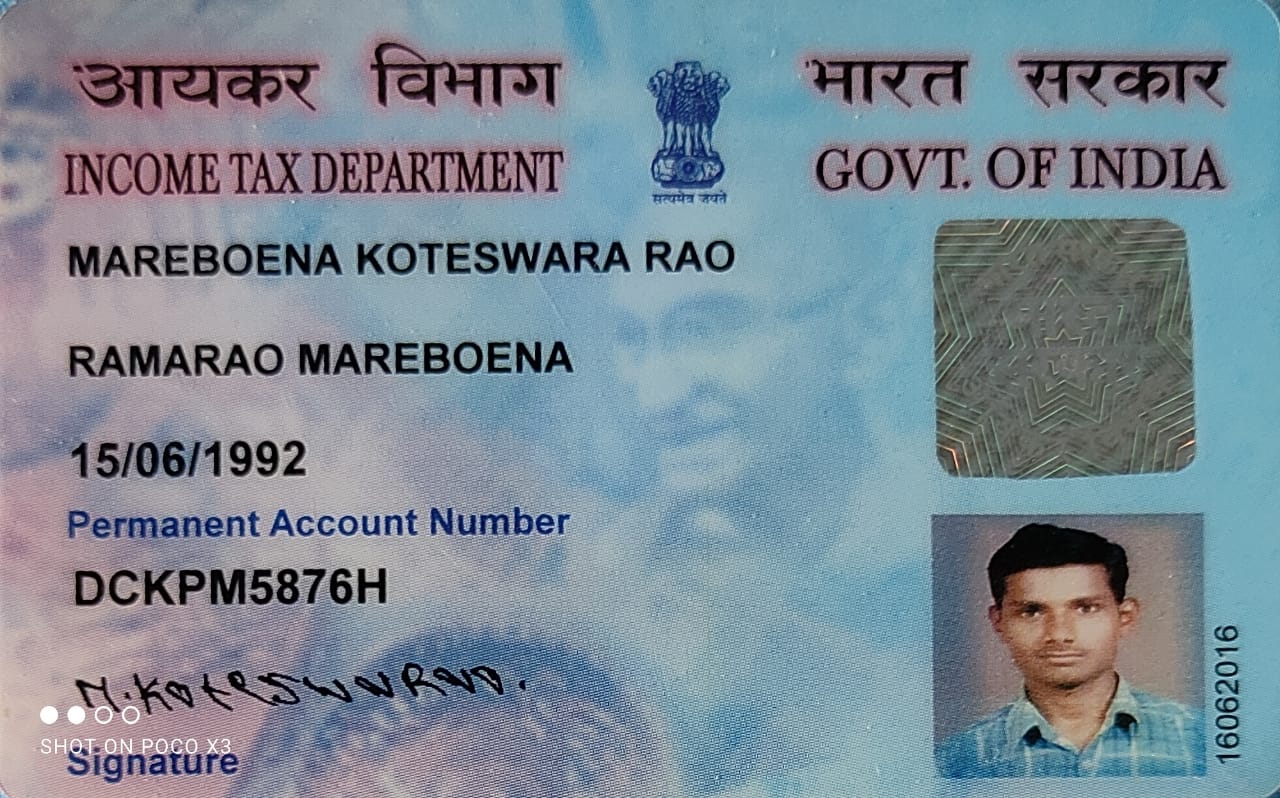 आयकर विभाग
भारत सरकार
INCOME TAX DEPARTMENT
GOVT. OF INDIA
सत्यमेव जयते
MAREBOENA KOTESWARA RAO
RAMARAO MAREBOENA
15/06/1992
Permanent Account Number
DCKPM5876H
M.KoteswaRao.
Signature
16062016
SHOT ON POCO X3